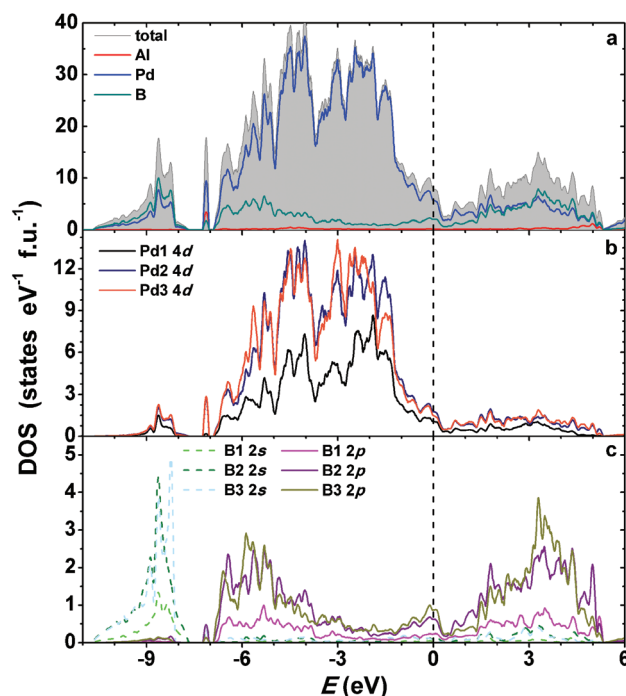 40
30
20
10
0
total
Al
Pd
B
a
12
9
6
3
0
Pd1 4d
Pd2 4d
Pd3 4d
b
5
4
3
2
1
0
B1 2s
B2 2s
B3 2s
B1 2p
B2 2p
B3 2p
c
-9
-6
-3
0
3
6
E (eV)
DOS (states eV⁻¹ f.u.⁻¹)